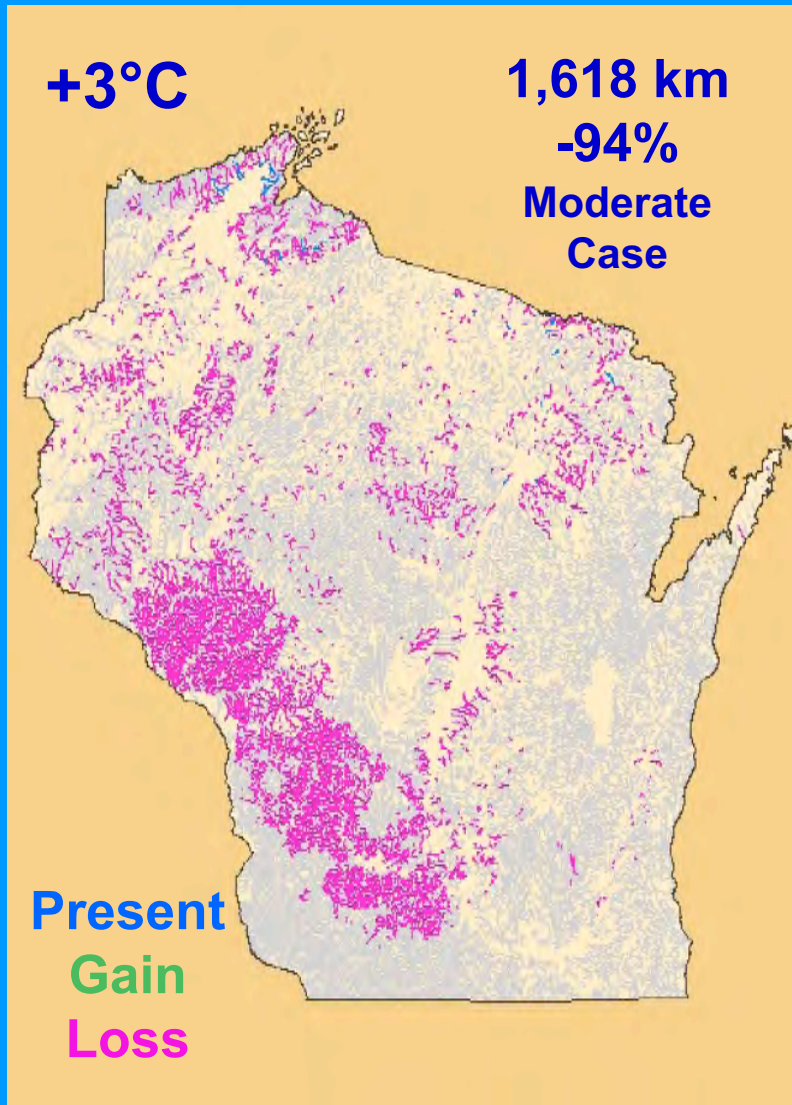 +3°C
1,618 km
-94%
Moderate
Case
Present
Gain
Loss